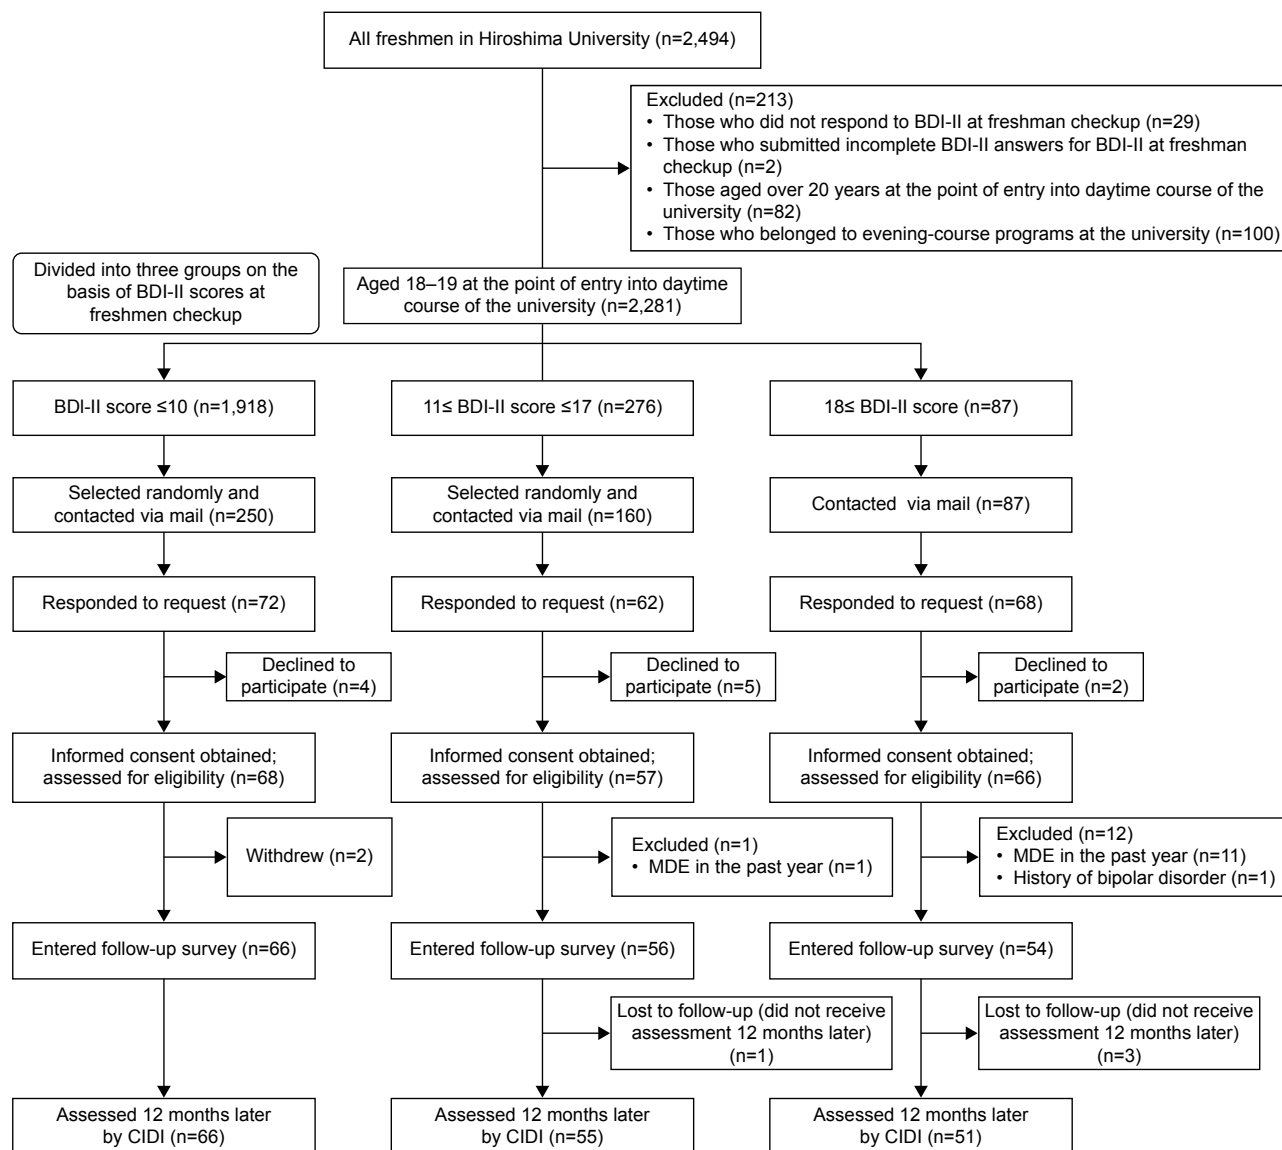 All freshmen in Hiroshima University (n=2,494)
Excluded (n=213)
• Those who did not respond to BDI-II at freshman checkup (n=29)
• Those who submitted incomplete BDI-II answers for BDI-II at freshman
checkup (n=2)
• Those aged over 20 years at the point of entry into daytime course of the
university (n=82)
• Those who belonged to evening-course programs at the university (n=100)
Divided into three groups on the
basis of BDI-II scores at
freshmen checkup
Aged 18–19 at the point of entry into daytime
course of the university (n=2,281)
BDI-II score ≤10 (n=1,918)
11≤ BDI-II score ≤17 (n=276)
18≤ BDI-II score (n=87)
Selected randomly and
contacted via mail (n=250)
Selected randomly and
contacted via mail (n=160)
Contacted via mail (n=87)
Responded to request (n=72)
Responded to request (n=62)
Responded to request (n=68)
Declined to
participate (n=4)
Declined to
participate (n=5)
Declined to
participate (n=2)
Informed consent obtained;
assessed for eligibility (n=68)
Informed consent obtained;
assessed for eligibility (n=57)
Informed consent obtained;
assessed for eligibility (n=66)
Withdrew (n=2)
Excluded (n=1)
• MDE in the past year (n=1)
Excluded (n=12)
• MDE in the past year (n=11)
• History of bipolar disorder (n=1)
Entered follow-up survey (n=66)
Entered follow-up survey (n=56)
Entered follow-up survey (n=54)
Lost to follow-up (did not receive
assessment 12 months later)
(n=1)
Lost to follow-up (did not receive
assessment 12 months later)
(n=3)
Assessed 12 months later
by CIDI (n=66)
Assessed 12 months later
by CIDI (n=55)
Assessed 12 months later
by CIDI (n=51)